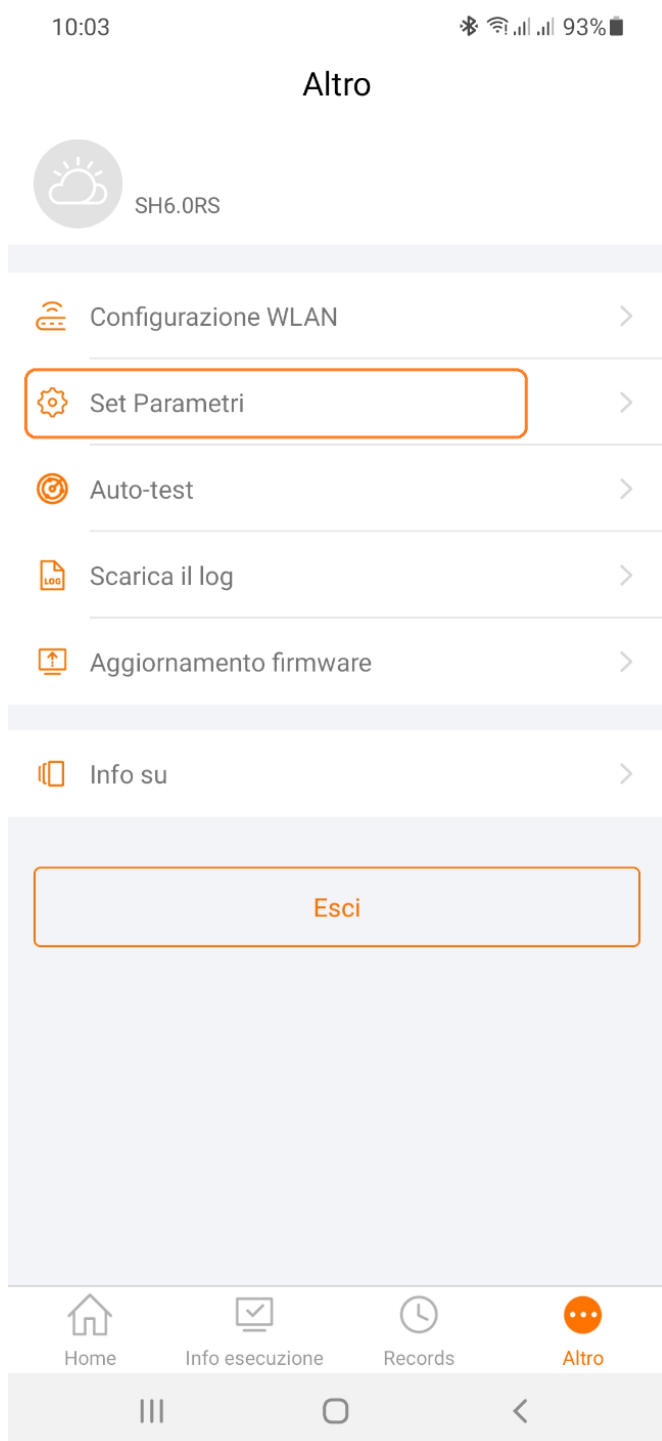 10:03 93%
Altro
SH6.0RS
Configurazione WLAN
Set Parametri
Auto-test
LOG Scarica il log
Aggiornamento firmware
Info su
Esci
Home Info esecuzione Records Altro